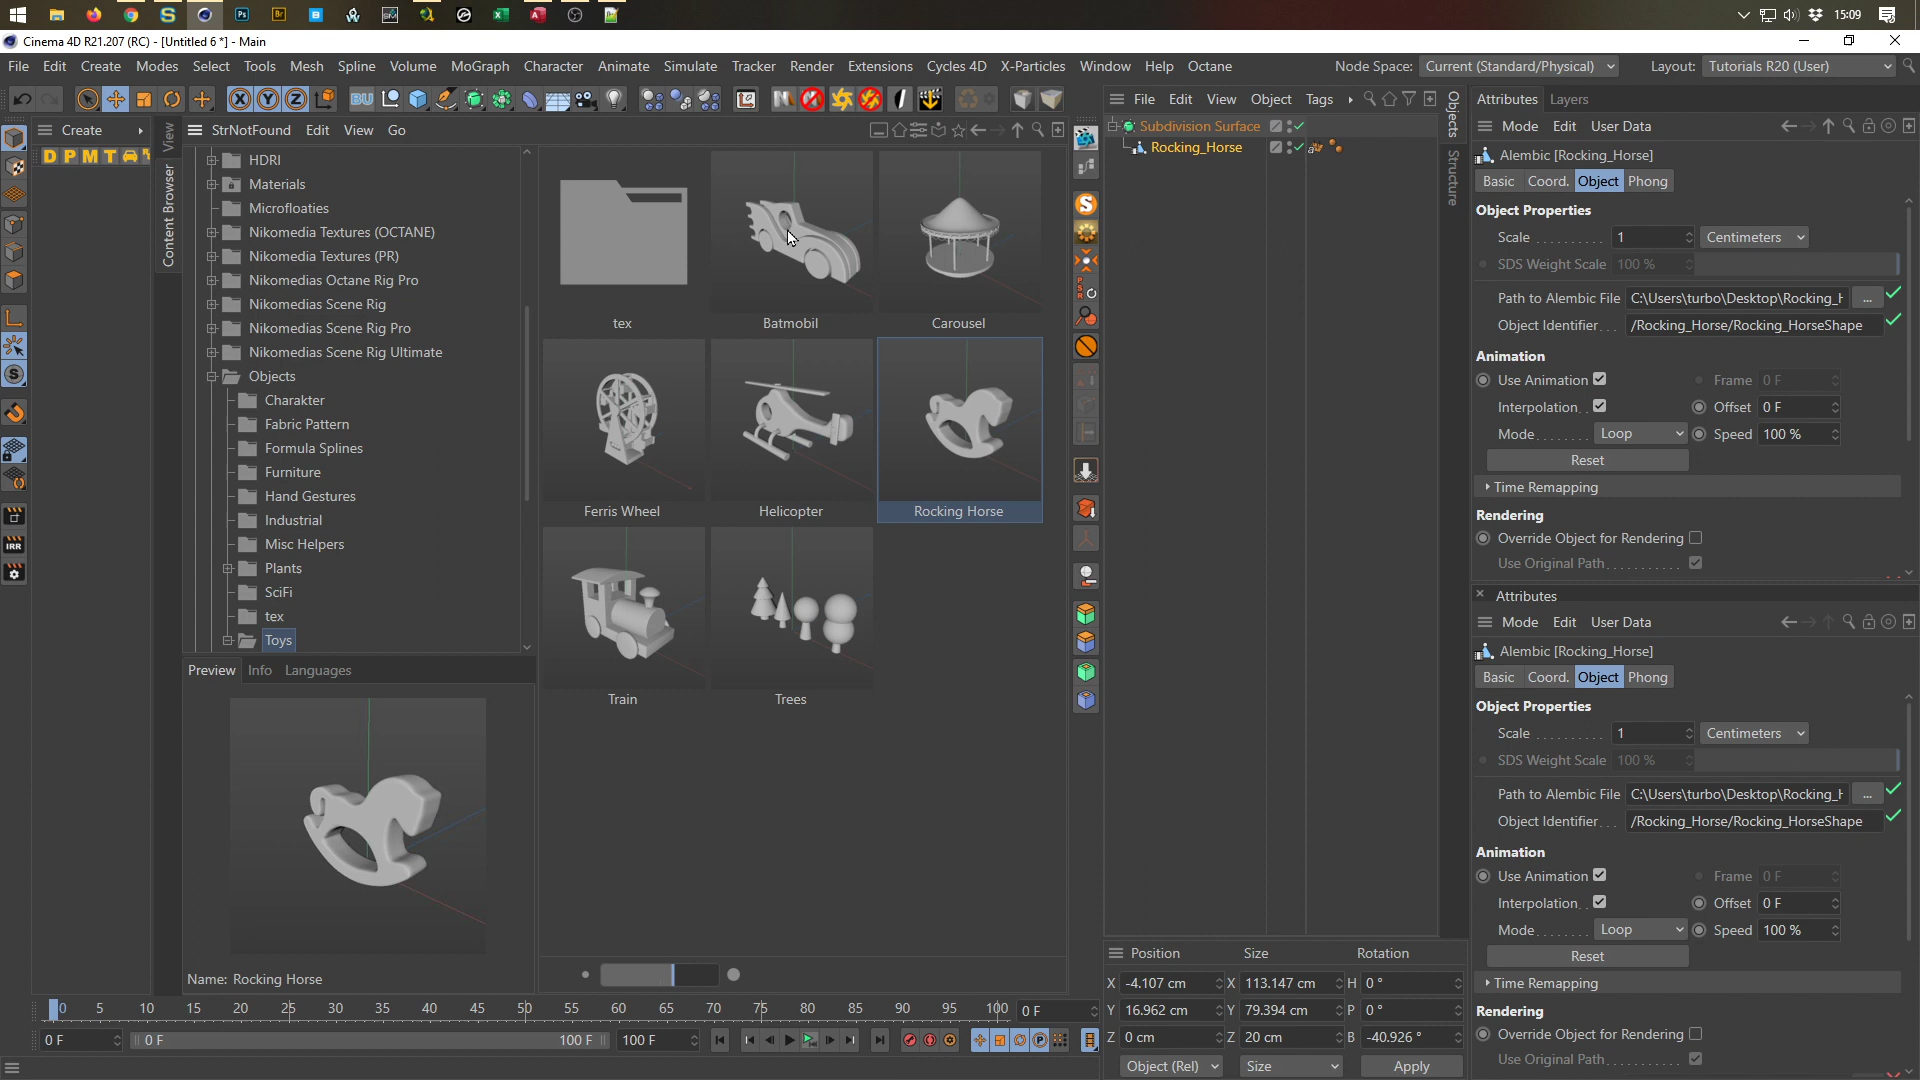 15:09
Cinema 4D R21.207 (RC) - [Untitled 6 *] - Main
File Edit Create Modes Select Tools Mesh Spline Volume MoGraph Character Animate Simulate Tracker Render Extensions Cycles 4D X-Particles Window Help Octane Node Space: Current (Standard/Physical) Layout: Tutorials R20 (User)
X Y Z BU
File Edit View Object Tags
Attributes Layers
Create
View
StrNotFound Edit View Go
Content Browser
D P M T
Subdivision Surface
Rocking_Horse
Objects
Structure
Mode Edit User Data
Alembic [Rocking_Horse]
Basic Coord. Object Phong
Object Properties
Scale 1 Centimeters
SDS Weight Scale 100 %
Path to Alembic File C:\Users\turbo\Desktop\Rocking_H ...
Object Identifier /Rocking_Horse/Rocking_HorseShape
Animation
Use Animation Frame 0 F
Interpolation Offset 0 F
Mode Loop Speed 100 %
Reset
Time Remapping
Rendering
Override Object for Rendering
Use Original Path
HDRI
Materials
Microfloaties
Nikomedia Textures (OCTANE)
Nikomedia Textures (PR)
Nikomedias Octane Rig Pro
Nikomedias Scene Rig
Nikomedias Scene Rig Pro
Nikomedias Scene Rig Ultimate
Objects
Charakter
Fabric Pattern
Formula Splines
Furniture
Hand Gestures
Industrial
Misc Helpers
Plants
SciFi
tex
Toys
tex Batmobil Carousel
Ferris Wheel Helicopter Rocking Horse
Train Trees
IRR
PSR
Preview Info Languages
Name: Rocking Horse
Attributes
Mode Edit User Data
Alembic [Rocking_Horse]
Basic Coord. Object Phong
Object Properties
Scale 1 Centimeters
SDS Weight Scale 100 %
Path to Alembic File C:\Users\turbo\Desktop\Rocking_H ...
Object Identifier /Rocking_Horse/Rocking_HorseShape
Animation
Use Animation Frame 0 F
Interpolation Offset 0 F
Mode Loop Speed 100 %
Reset
Time Remapping
Rendering
Override Object for Rendering
Use Original Path
Position Size Rotation
X -4.107 cm X 113.147 cm H 0 °
Y 16.962 cm Y 79.394 cm P 0 °
Z 0 cm Z 20 cm B -40.926 °
Object (Rel) Size Apply
0 5 10 15 20 25 30 35 40 45 50 55 60 65 70 75 80 85 90 95 100 0 F
0 F 0 F 100 F 100 F